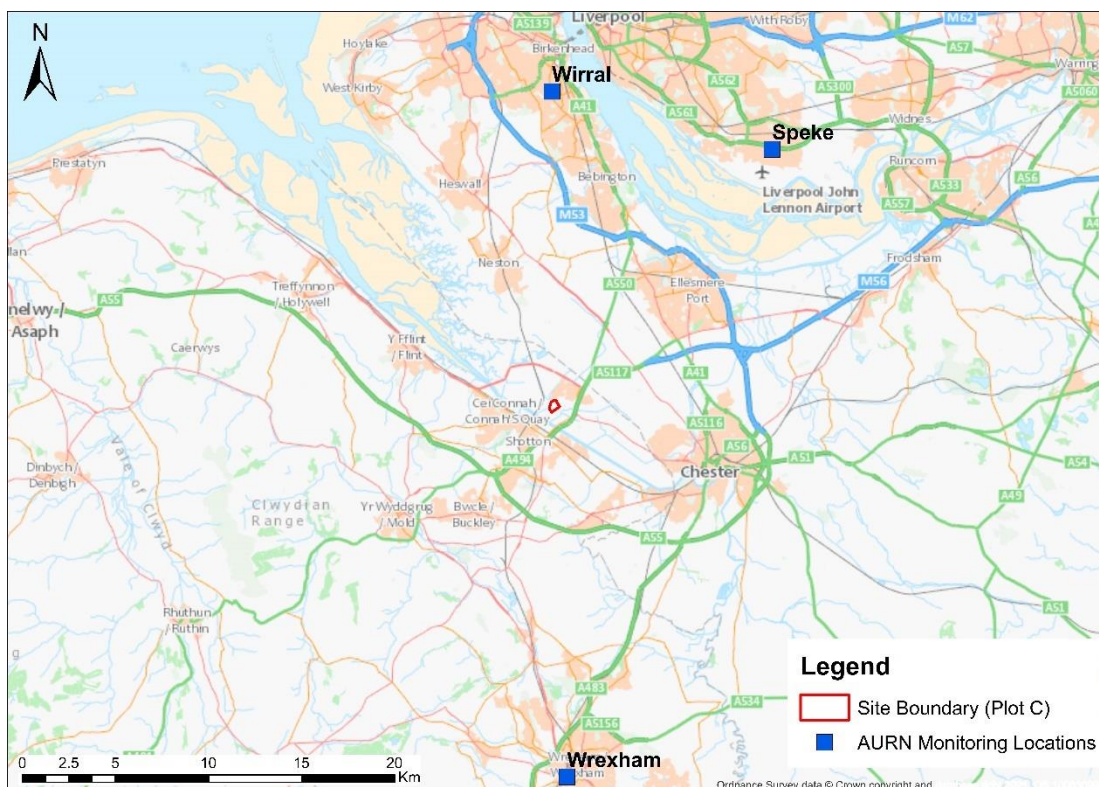 N
A5139
Liverpool
With Roby
M62
Hoylake
Birkenhead
A562
A57
Warring
West Kirby
Wirral
A41
A561
A5300
A5060
Speke
Widnes
Prestatyn
Runcorn
Heswall
Bebington
Liverpool John
Lennon Airport
A533
A56
A557
M53
Neston
Frodsham
A550
Ellesmere
Port
M56
Treffynnon
/ Holywell
nelwy /
Asaph
A55
Caerwys
Y Fflint
/ Flint
A5117
A41
Cei Connah /
Connah'S Quay
Shotton
A5116
A56
A494
Chester
A51
A54
Dinbych /
Denbigh
Vale of Clwyd
Clwydian
Range
Yr Wyddgrug
/ Mold
Bwcle /
Buckley
A49
A55
Rhuthun
/ Ruthin
A51
Legend
Site Boundary (Plot C)
AURN Monitoring Locations
A483
A534
A5156
Wrexham
0 2.5 5 10 15 20
Km
Ordnance Survey data © Crown copyright and